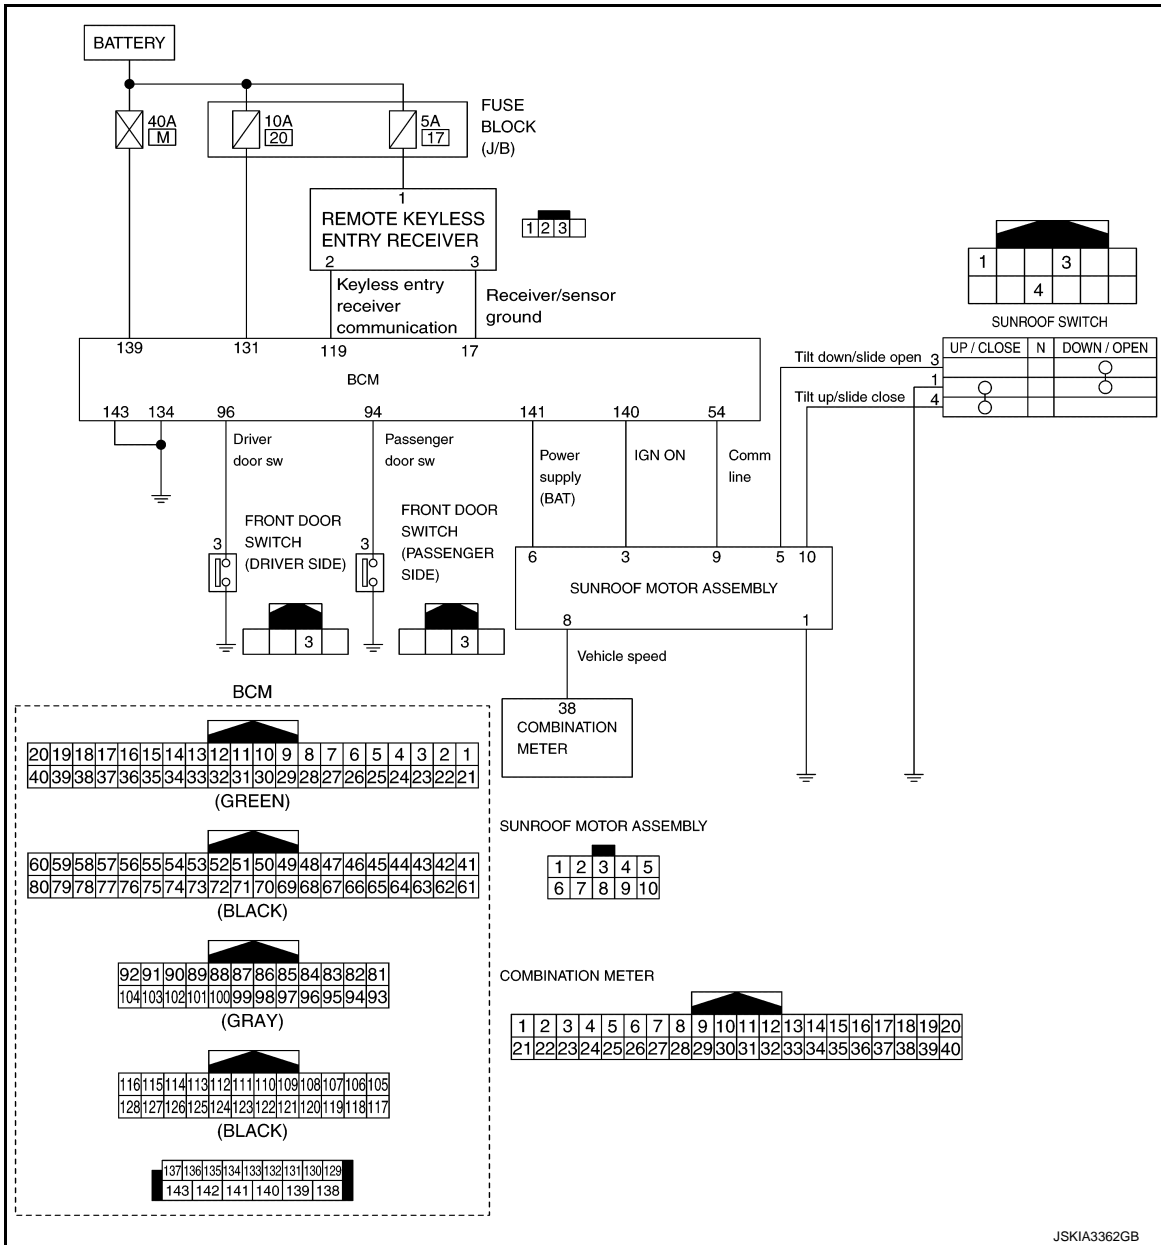 BATTERY
40A
M
10A
20
5A
17
FUSE
BLOCK
(J/B)
1
REMOTE KEYLESS
ENTRY RECEIVER
2 3
1 2 3
Keyless entry
receiver
communication
Receiver/sensor
ground
139 131 119 17
BCM
143 134 96 94 141 140 54
Driver
door sw
Passenger
door sw
Power
supply
(BAT)
IGN ON
Comm
line
1 3
4
SUNROOF SWITCH
UP / CLOSE N DOWN / OPEN
Tilt down/slide open 3
1
Tilt up/slide close 4
3
FRONT DOOR
SWITCH
(DRIVER SIDE)
3
3
FRONT DOOR
SWITCH
(PASSENGER
SIDE)
3
6 3 9 5 10
SUNROOF MOTOR ASSEMBLY
8 1
Vehicle speed
38
COMBINATION
METER
BCM
20 19 18 17 16 15 14 13 12 11 10 9 8 7 6 5 4 3 2 1
40 39 38 37 36 35 34 33 32 31 30 29 28 27 26 25 24 23 22 21
(GREEN)
60 59 58 57 56 55 54 53 52 51 50 49 48 47 46 45 44 43 42 41
80 79 78 77 76 75 74 73 72 71 70 69 68 67 66 65 64 63 62 61
(BLACK)
92 91 90 89 88 87 86 85 84 83 82 81
104 103 102 101 100 99 98 97 96 95 94 93
(GRAY)
116 115 114 113 112 111 110 109 108 107 106 105
128 127 126 125 124 123 122 121 120 119 118 117
(BLACK)
137 136 135 134 133 132 131 130 129
143 142 141 140 139 138
SUNROOF MOTOR ASSEMBLY
1 2 3 4 5
6 7 8 9 10
COMBINATION METER
1 2 3 4 5 6 7 8 9 10 11 12 13 14 15 16 17 18 19 20
21 22 23 24 25 26 27 28 29 30 31 32 33 34 35 36 37 38 39 40
JSKIA3362GB